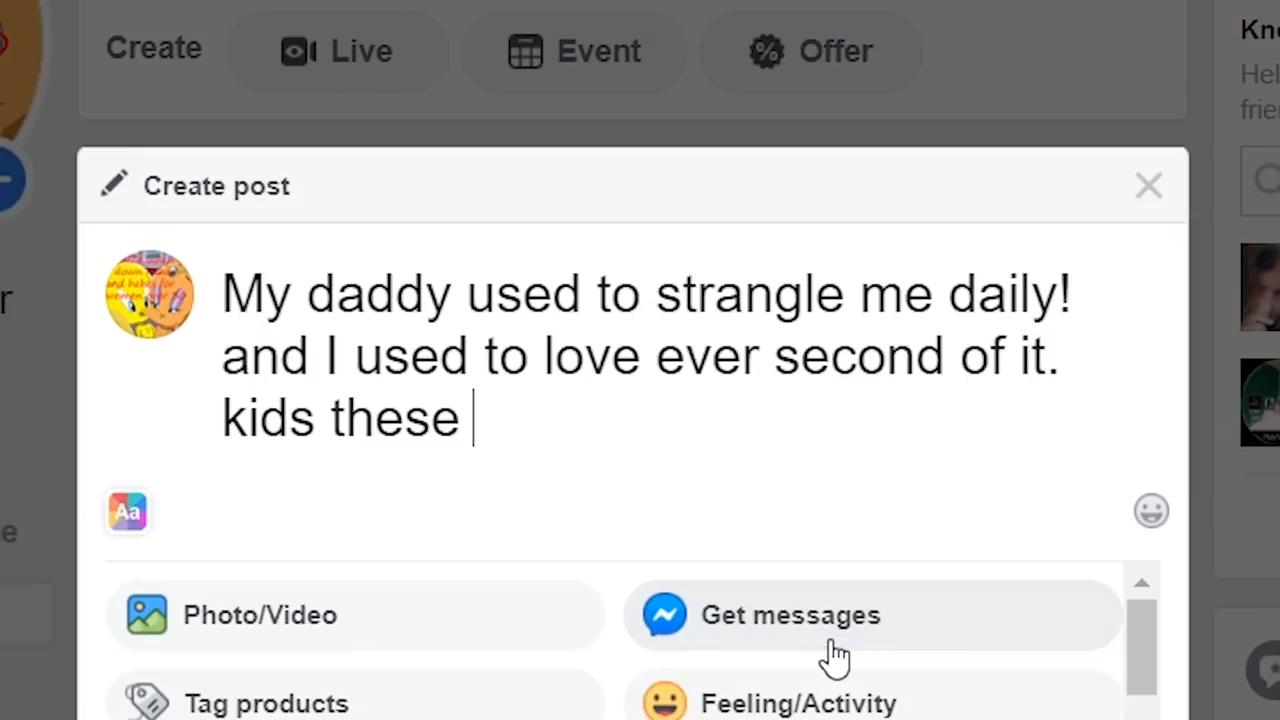 Create
Live
Event
Offer
Create post
My daddy used to strangle me daily!
and I used to love ever second of it.
kids these
Aa
Photo/Video
Get messages
Tag products
Feeling/Activity